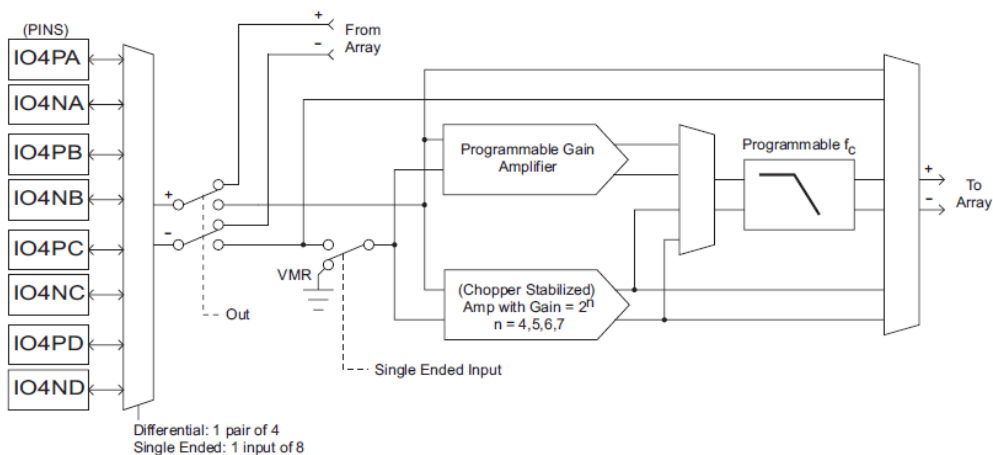 (PINS)
IO4PA
IO4NA
IO4PB
IO4NB
IO4PC
IO4NC
IO4PD
IO4ND
Differential: 1 pair of 4
Single Ended: 1 input of 8
+
−
Out
+
−
From
Array
VMR
Single Ended Input
Programmable Gain
Amplifier
(Chopper Stabilized)
Amp with Gain = 2ⁿ
n = 4,5,6,7
Programmable fc
+
−
To
Array